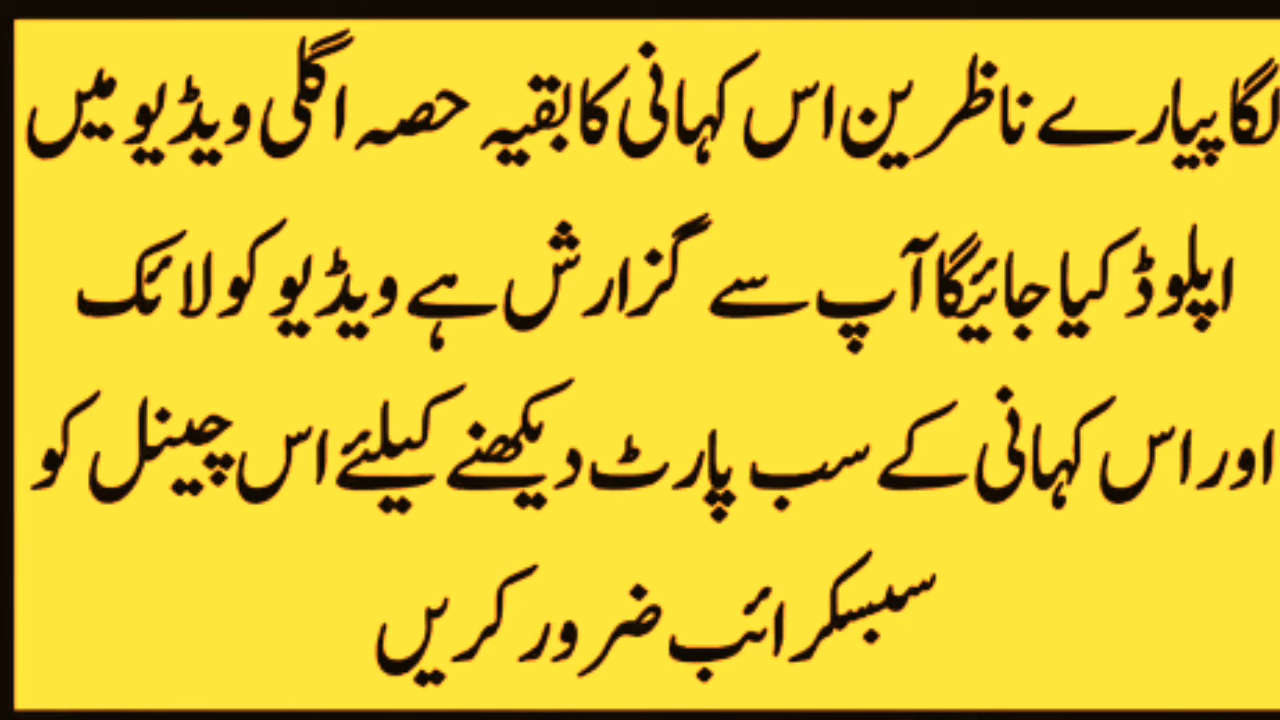 لگا پیارے ناظرین اس کہانی کا بقیہ حصہ اگلی ویڈیو میں
اپلوڈ کیا جائیگا آپ سے گزارش ہے ویڈیو کو لائک
اور اس کہانی کے سب پارٹ دیکھنے کیلئے اس چینل کو
سبسکرائب ضرور کریں